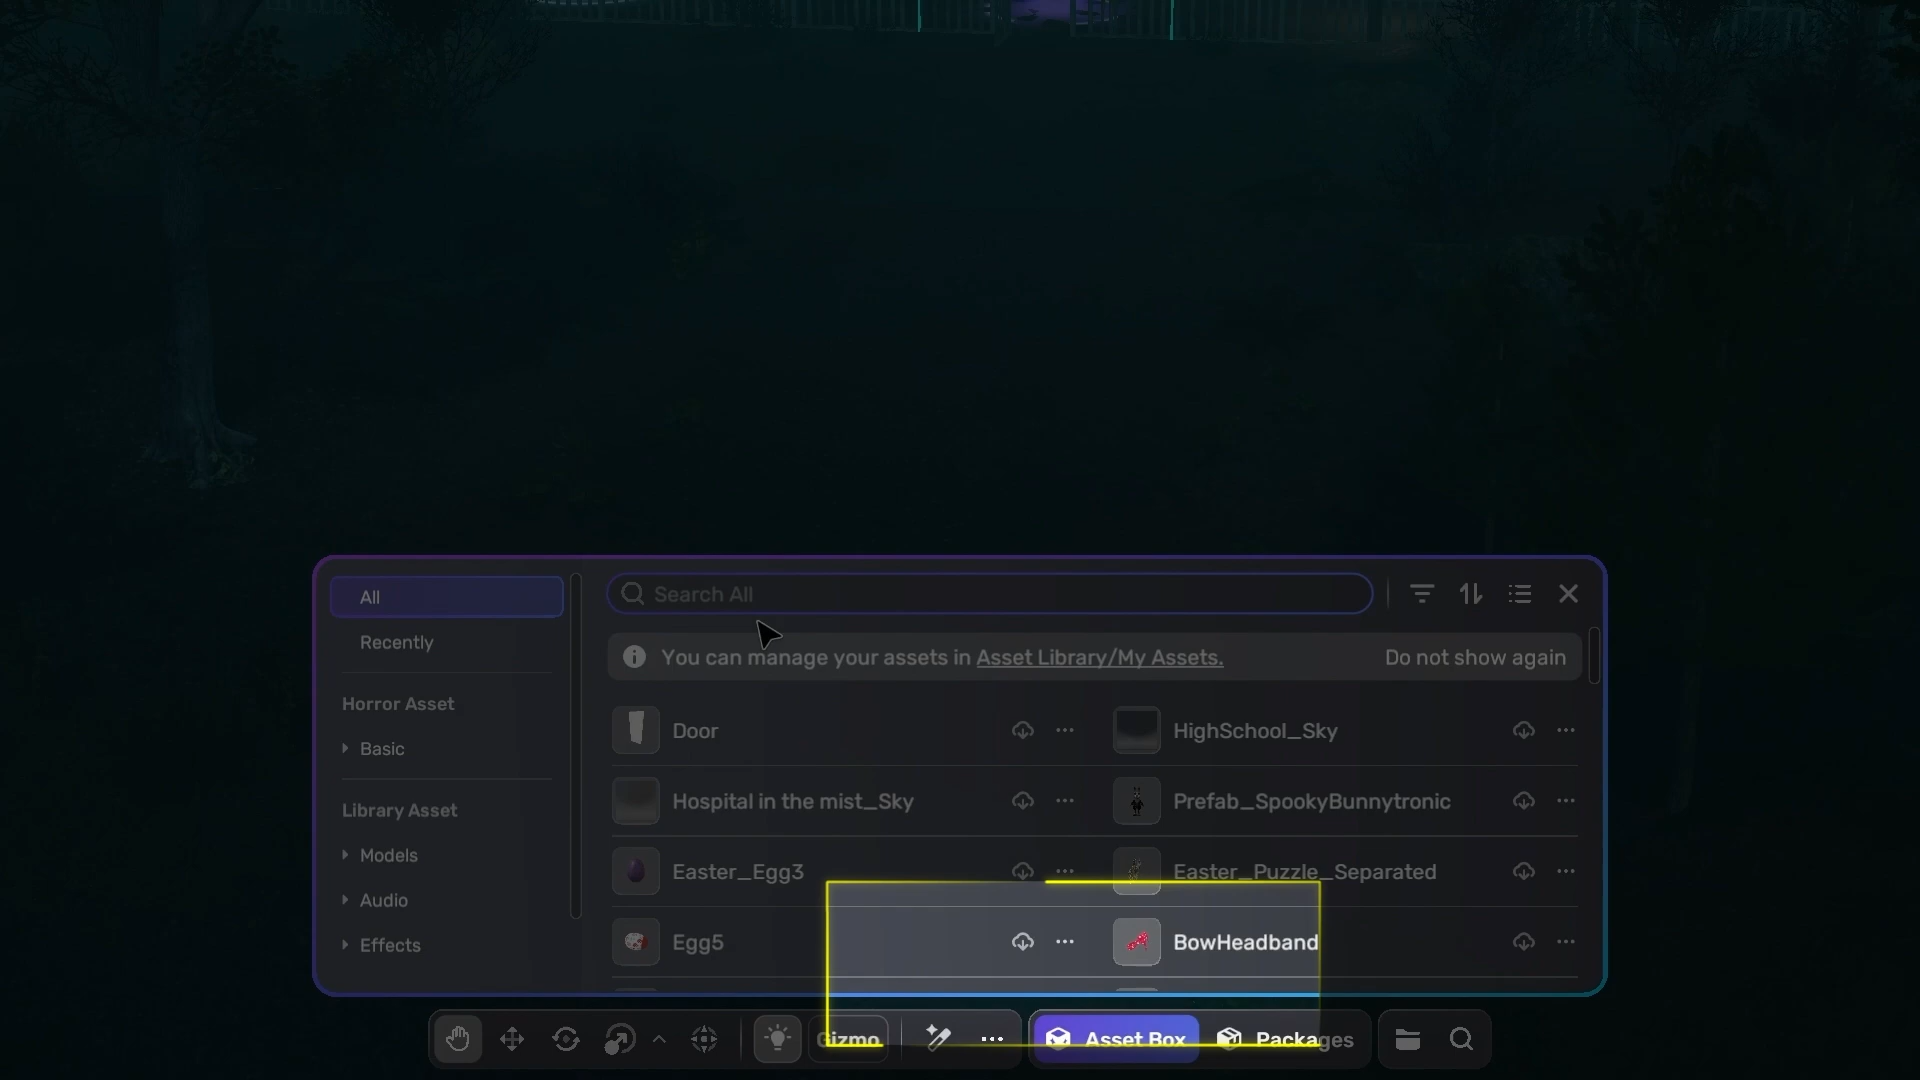 All
Recently
Horror Asset
Basic
Library Asset
Models
Audio
Effects
Search All
You can manage your assets in Asset Library/My Assets.
Do not show again
Door
HighSchool_Sky
Hospital in the mist_Sky
Prefab_SpookyBunnytronic
Easter_Egg3
Easter_Puzzle_Separated
Egg5
BowHeadband
Gizmo
Asset Box
Packages